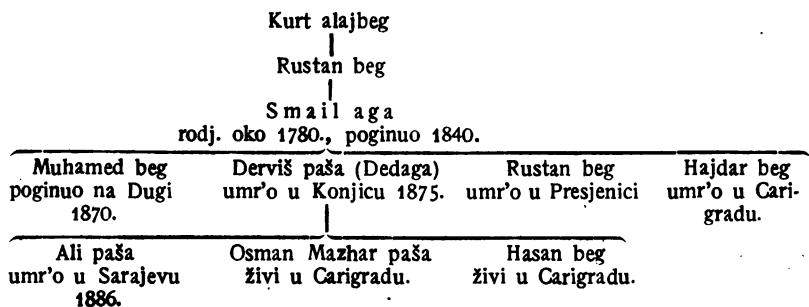 Kurt alajbeg
Rustan beg
Smail aga
rodj. oko 1780., poginuo 1840.
Muhamed beg
poginuo na Dugi
1870.
Derviš paša (Dedaga)
umr'o u Konjicu 1875.
Rustan beg
umr'o u Presjenici
Hajdar beg
umr'o u Cari-
gradu.
Ali paša
umr'o u Sarajevu
1886.
Osman Mazhar paša
živi u Carigradu.
Hasan beg
živi u Carigradu.